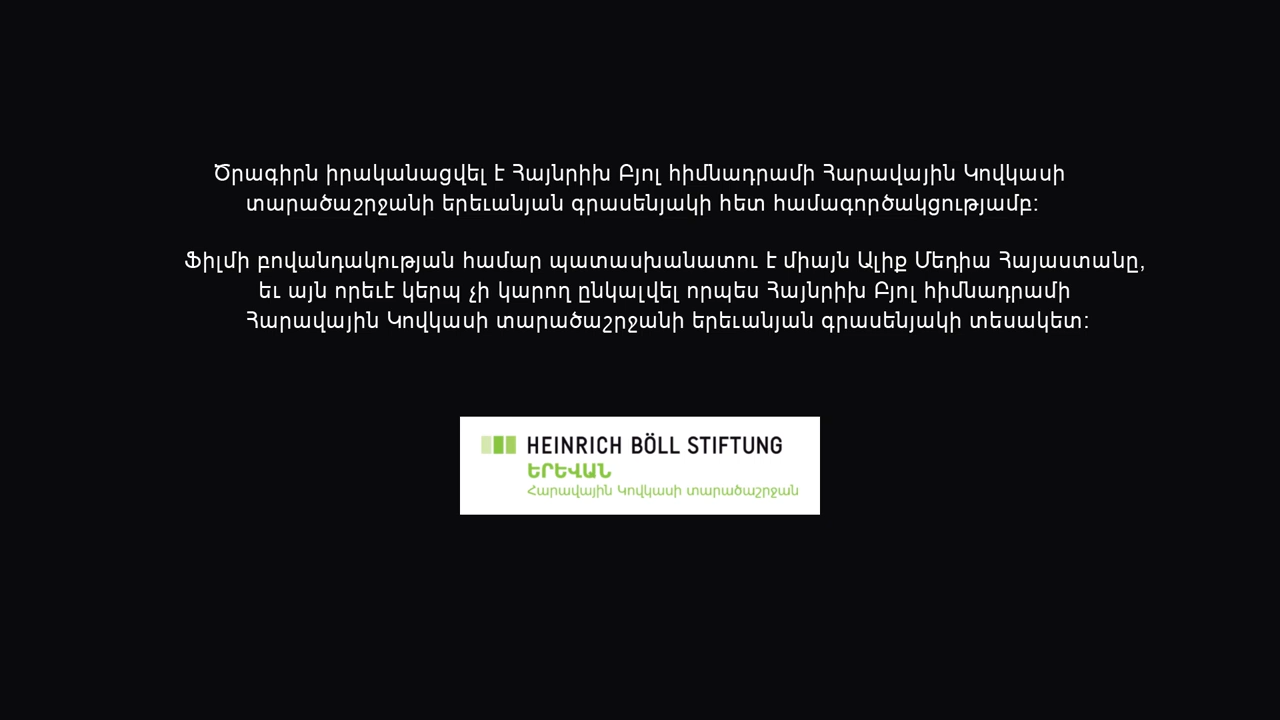 Ծրագիրն իրականացվել է Հայնրիխ Բյոլ հիմնադրամի Հարավային Կովկասի
տարածաշրջանի երեւանյան գրասենյակի հետ համագործակցությամբ:
Ֆիլմի բովանդակության համար պատասխանատու է միայն Ալիք Մեդիա Հայաստանը,
եւ այն որեւէ կերպ չի կարող ընկալվել որպես Հայնրիխ Բյոլ հիմնադրամի
Հարավային Կովկասի տարածաշրջանի երեւանյան գրասենյակի տեսակետ:
HEINRICH BÖLL STIFTUNG
ԵՐԵՎԱՆ
Հարավային Կովկասի տարածաշրջան